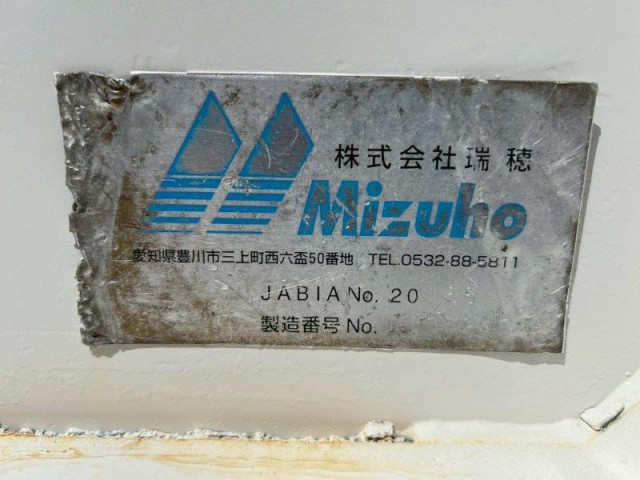 株式会社瑞穂
Mizuho
愛知県豊川市三上町西六盃50番地 TEL.0532-88-5811
JABIA No. 20
製造番号 No.